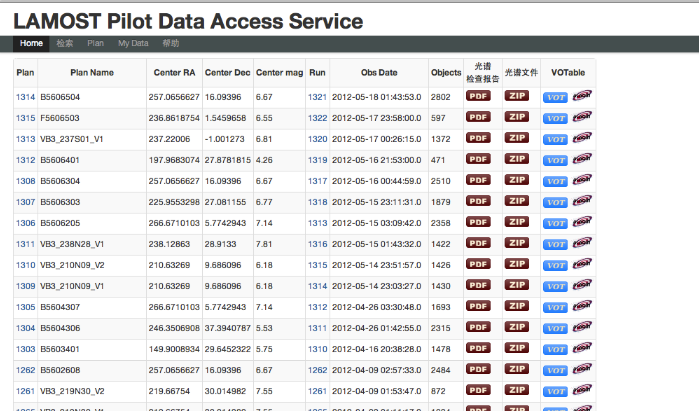 LAMOST Pilot Data Access Service
Home 检索 Plan My Data 帮助
Plan Plan Name Center RA Center Dec Center mag Run Obs Date Objects 光谱 检查报告 光谱文件 VOTable
1314 B5606504 257.0656627 16.09396 6.67 1321 2012-05-18 01:43:53.0 2802 PDF ZIP VOT
1315 F5606503 236.8618754 1.5459658 6.55 1322 2012-05-17 23:58:00.0 597 PDF ZIP VOT
1313 VB3_237S01_V1 237.22006 -1.001273 6.81 1320 2012-05-17 00:26:15.0 1372 PDF ZIP VOT
1312 B5606401 197.9683074 27.8781815 4.26 1319 2012-05-16 21:53:00.0 471 PDF ZIP VOT
1308 B5606304 257.0656627 16.09396 6.67 1317 2012-05-16 00:44:59.0 2510 PDF ZIP VOT
1307 B5606303 225.9553298 27.081155 6.77 1318 2012-05-15 23:11:31.0 1879 PDF ZIP VOT
1306 B5606205 266.6710103 5.7742943 7.14 1313 2012-05-15 03:09:42.0 2358 PDF ZIP VOT
1311 VB3_238N28_V1 238.12863 28.9133 7.81 1316 2012-05-15 01:43:32.0 1422 PDF ZIP VOT
1310 VB3_210N09_V2 210.63269 9.686096 6.18 1315 2012-05-14 23:51:57.0 1426 PDF ZIP VOT
1309 VB3_210N09_V1 210.63269 9.686096 6.18 1314 2012-05-14 23:03:27.0 1430 PDF ZIP VOT
1305 B5604307 266.6710103 5.7742943 7.14 1312 2012-04-26 03:30:48.0 1693 PDF ZIP VOT
1304 B5604306 246.3506908 37.3940787 5.53 1311 2012-04-26 01:42:55.0 2315 PDF ZIP VOT
1303 B5603401 149.9008934 29.6452322 5.75 1310 2012-04-16 20:38:28.0 1478 PDF ZIP VOT
1262 B5602608 257.0656627 16.09396 6.67 1262 2012-04-09 02:57:33.0 2484 PDF ZIP VOT
1261 VB3_219N30_V2 219.66754 30.014982 7.55 1261 2012-04-09 01:53:47.0 872 PDF ZIP VOT